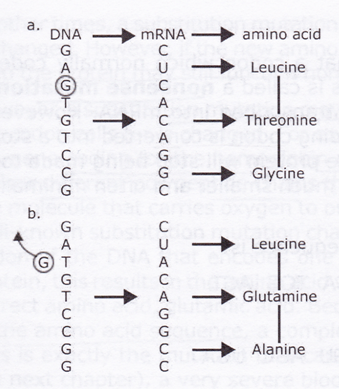 a.
DNA mRNA amino acid
G C
A U Leucine
G C
T A
G C Threonine
T A
C G
C G Glycine
G C
b.
G C
A U Leucine
G
T A
G C
T A Glutamine
C G
C G
G C Alanine
G C